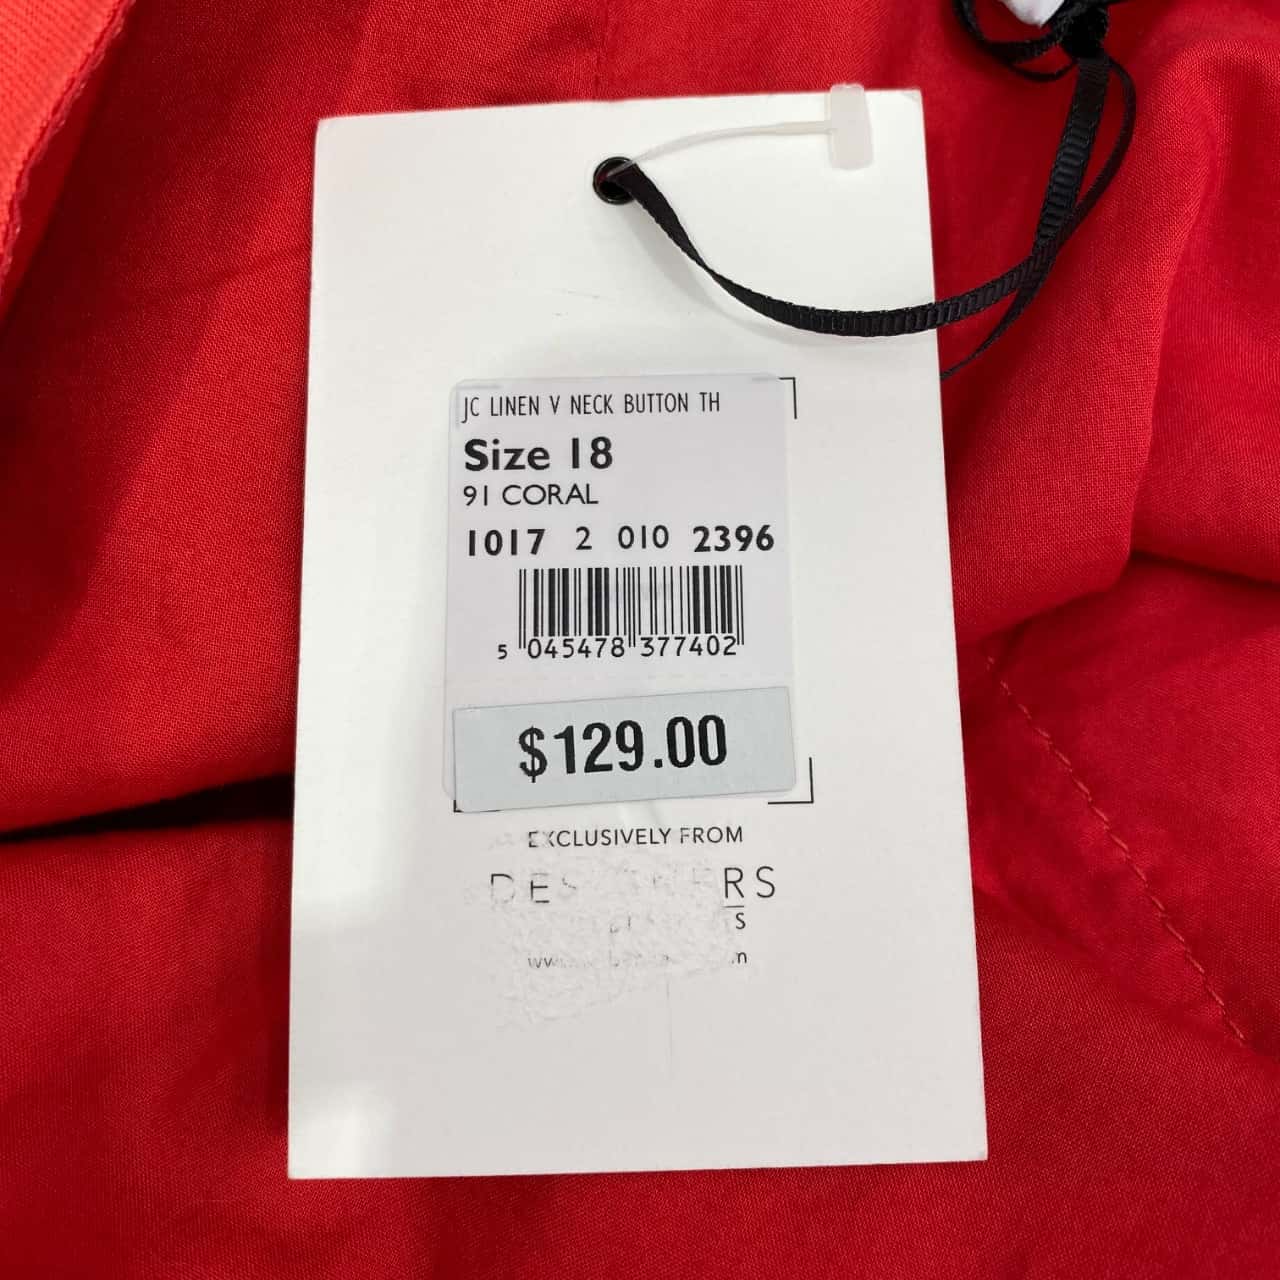 JC LINEN V NECK BUTTON TH
Size 18
91 CORAL
1017 2 010 2396
5 045478 377402
$129.00
EXCLUSIVELY FROM